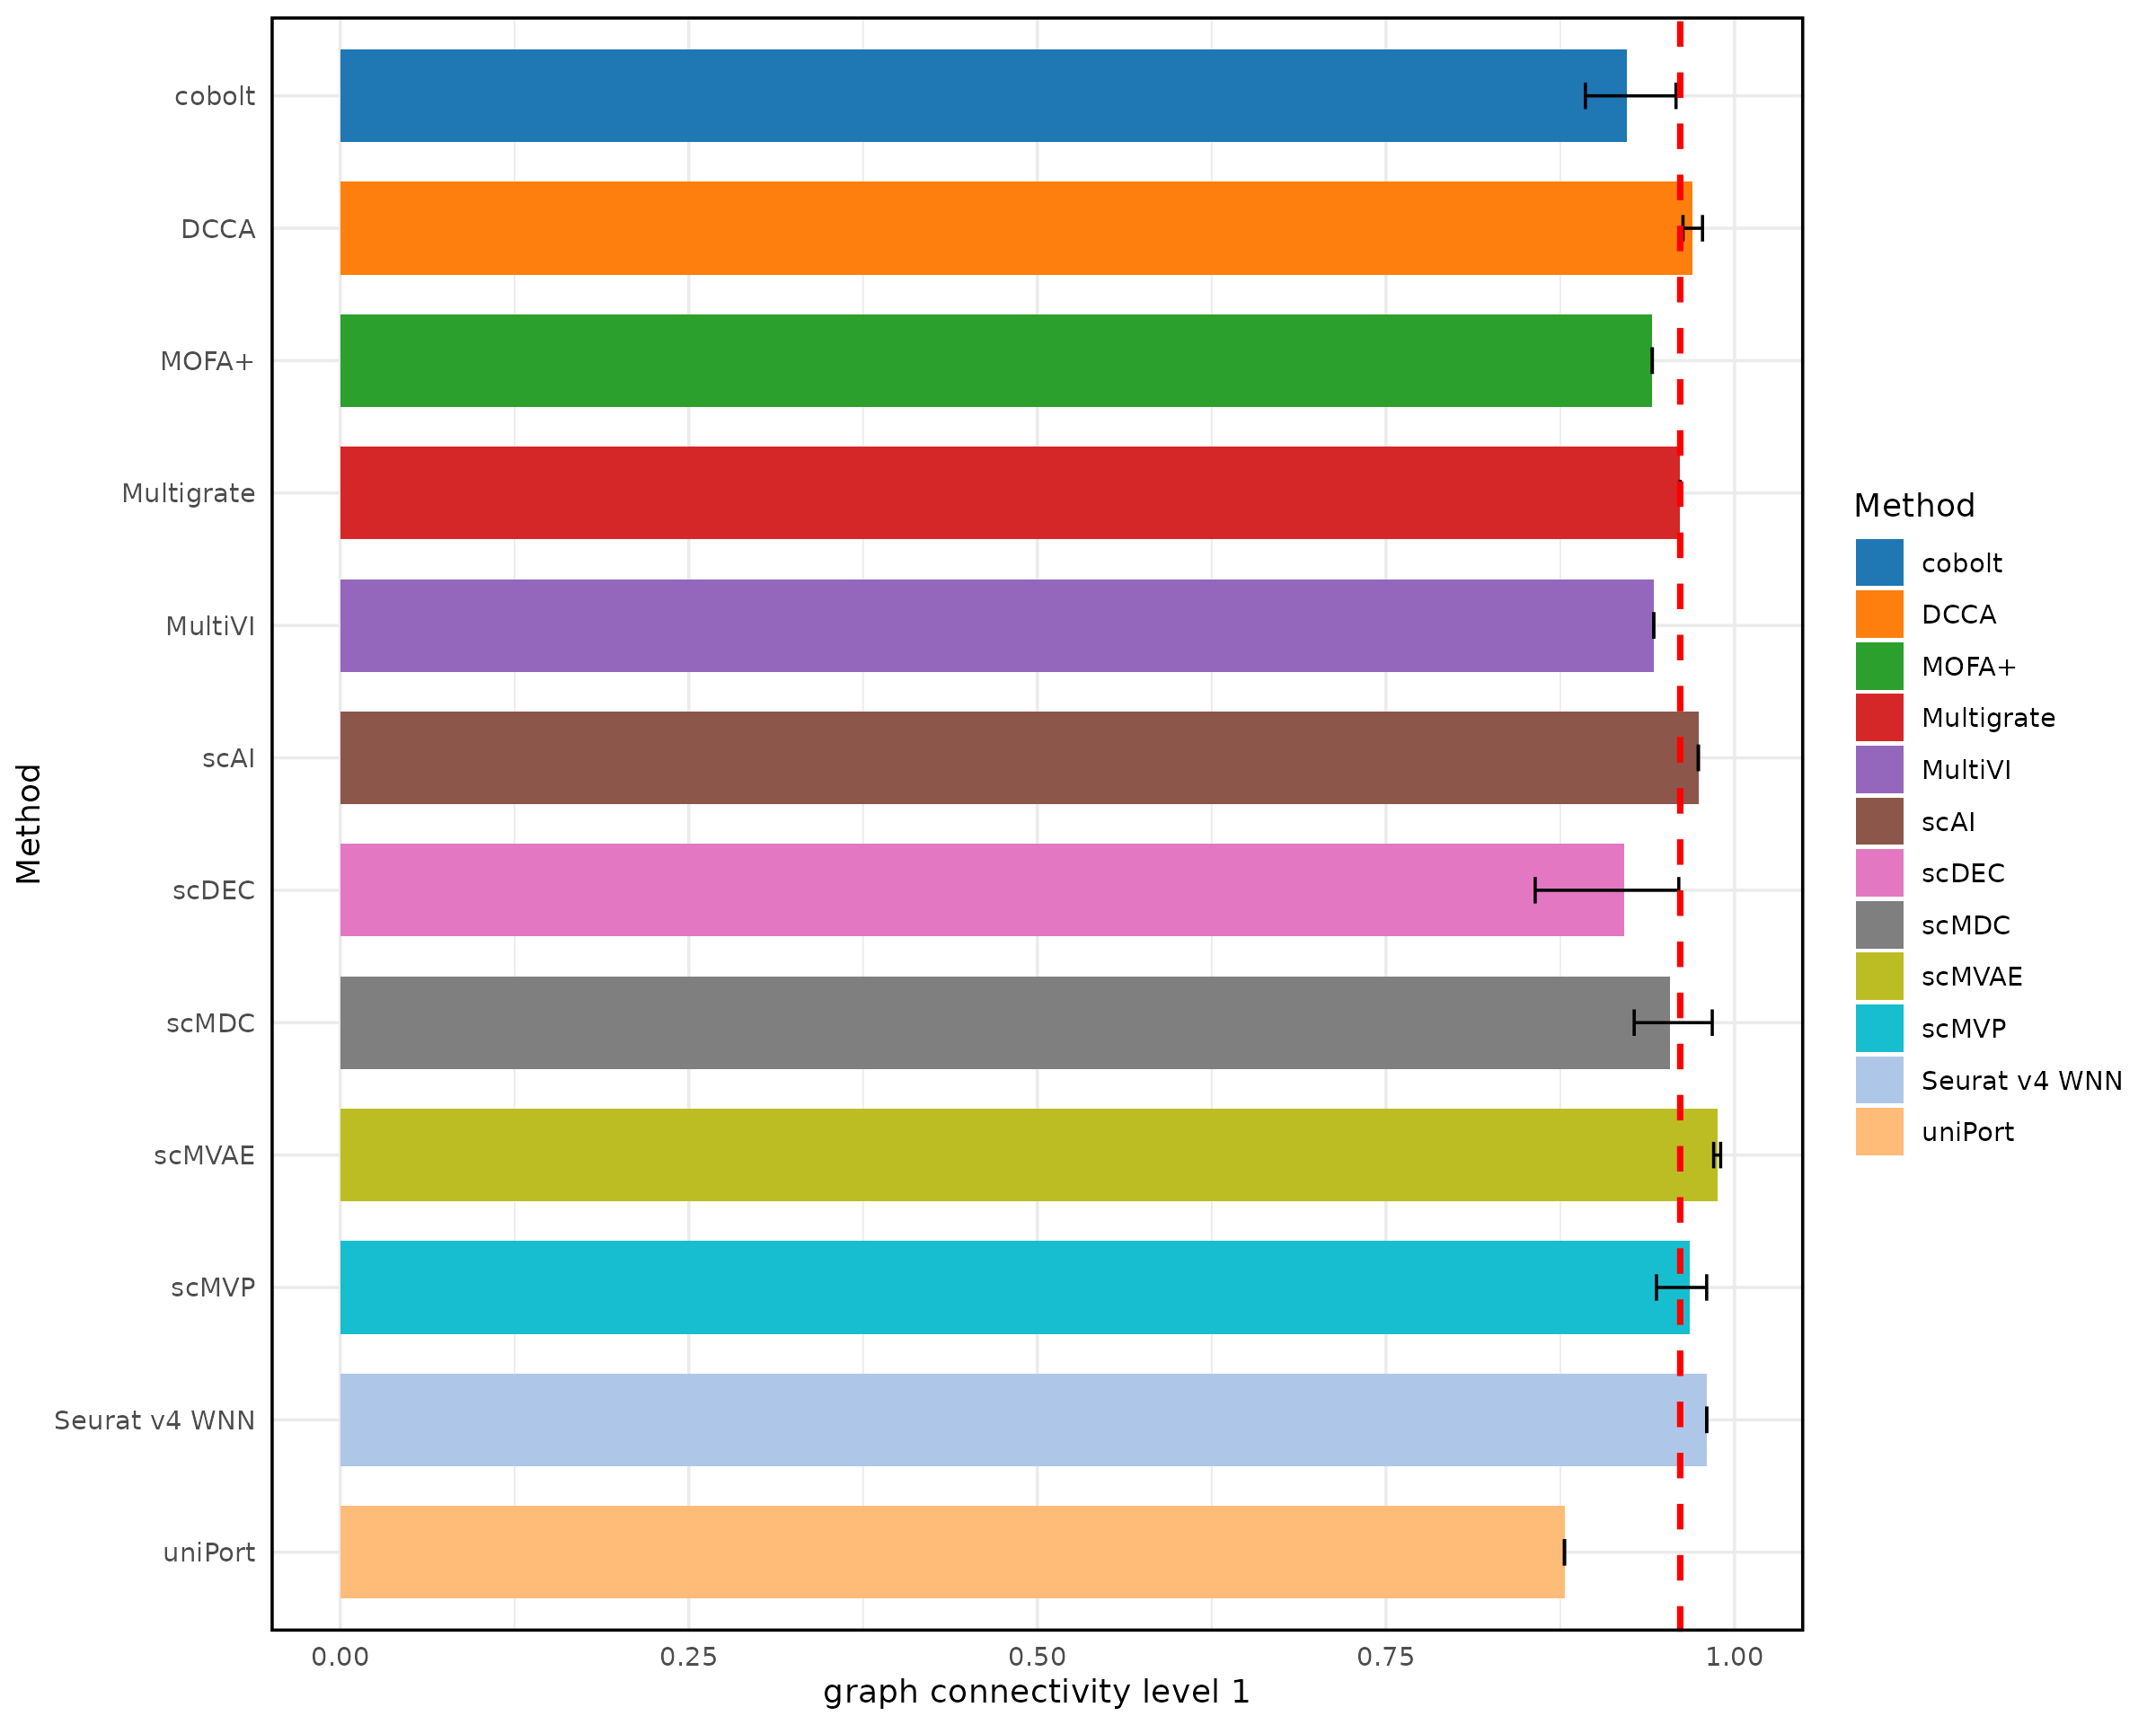 cobolt
DCCA
MOFA+
Multigrate
MultiVI
scAI
scDEC
scMDC
scMVAE
scMVP
Seurat v4 WNN
uniPort
Method
0.00 0.25 0.50 0.75 1.00
graph connectivity level 1
Method
cobolt
DCCA
MOFA+
Multigrate
MultiVI
scAI
scDEC
scMDC
scMVAE
scMVP
Seurat v4 WNN
uniPort